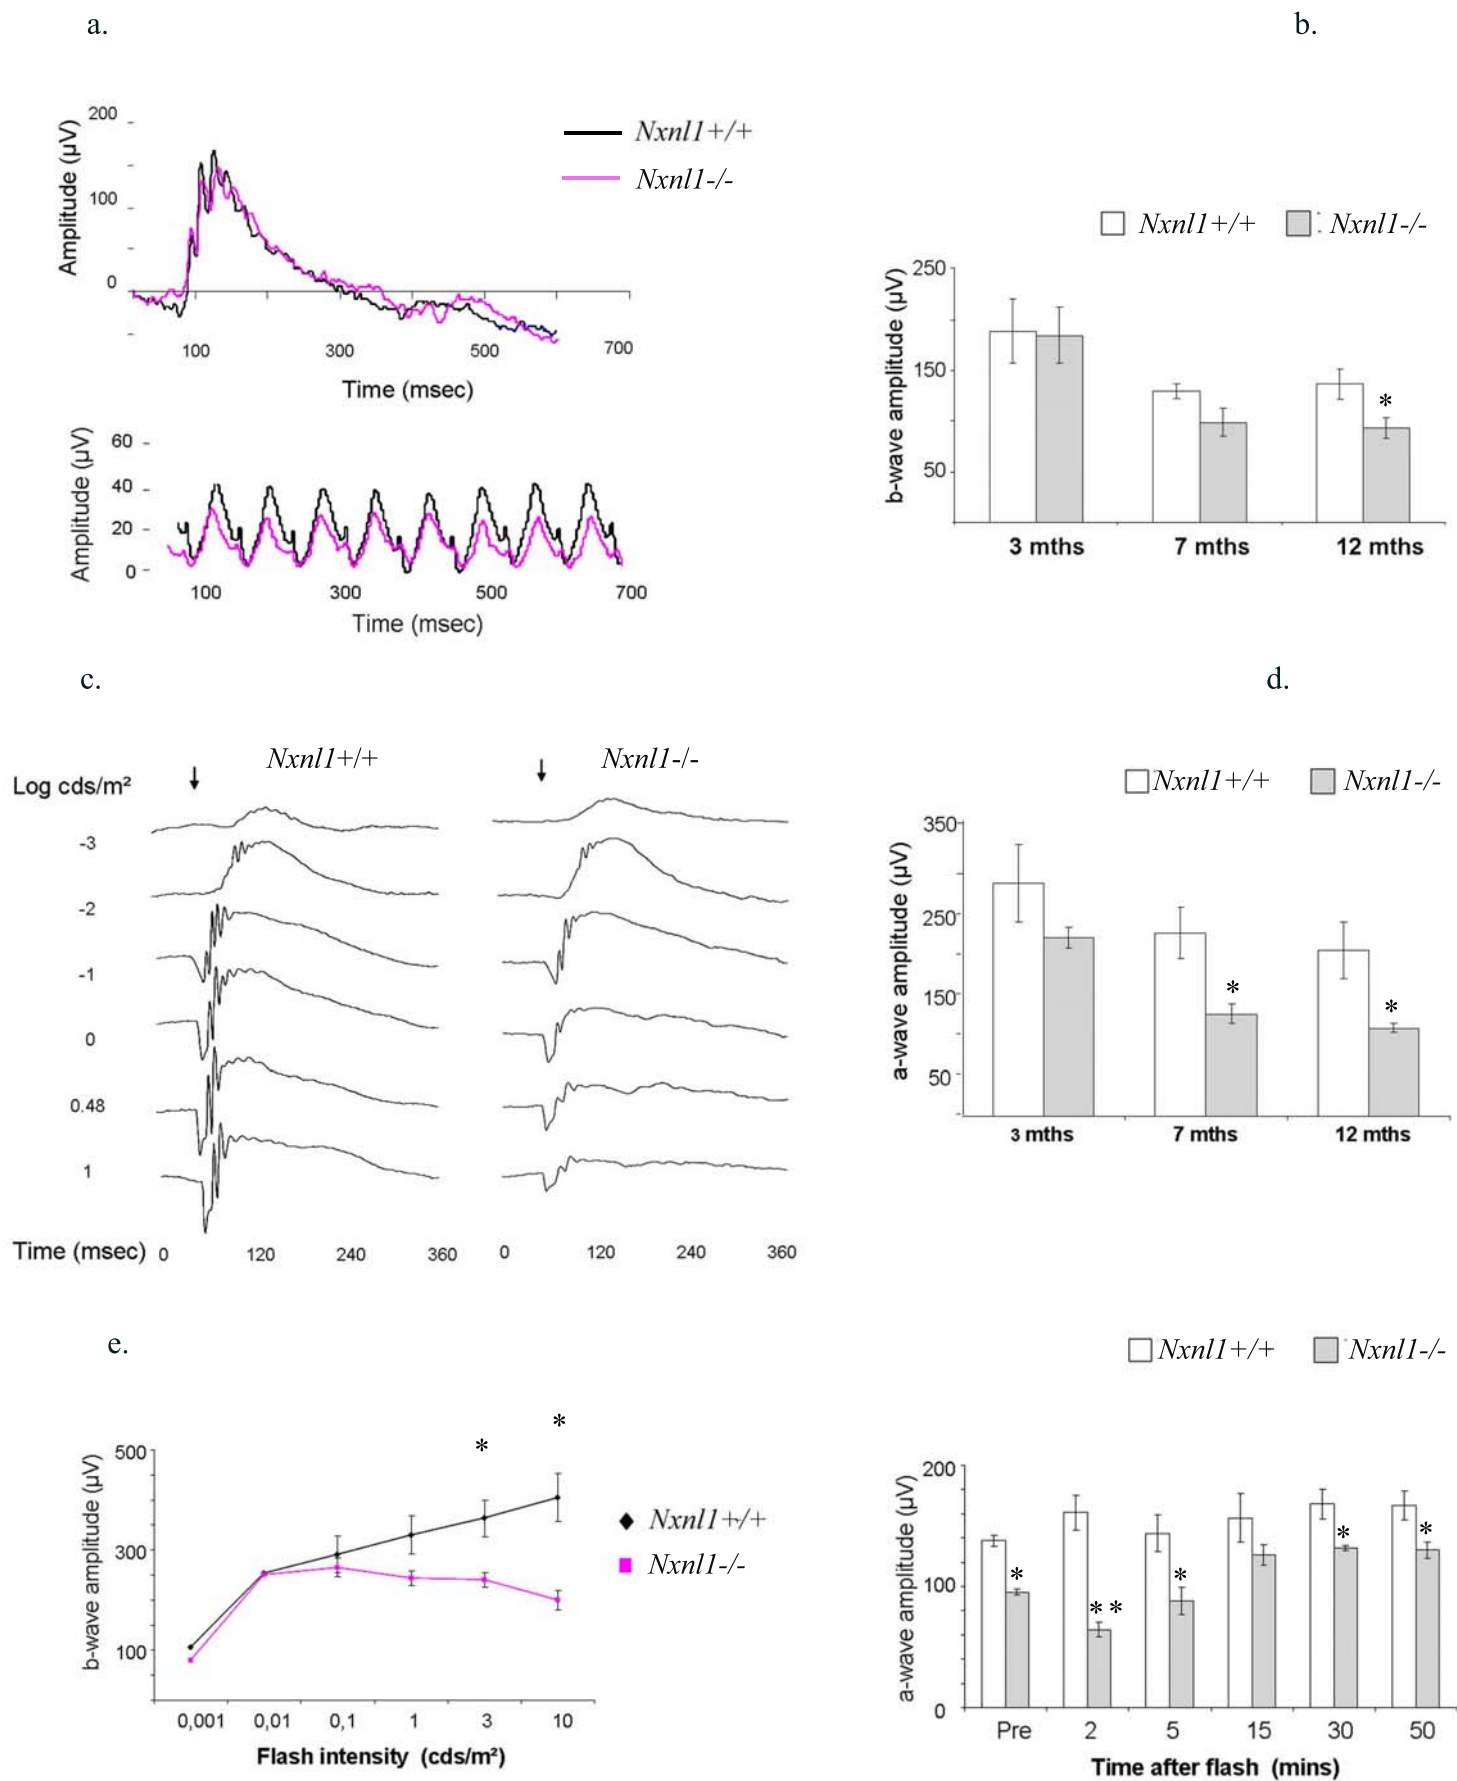 a.
200
100
0
Amplitude (µV)
Nxnl1+/+
Nxnl1-/-
100 300 500 700
Time (msec)
60
40
20
0
Amplitude (µV)
100 300 500 700
Time (msec)
b.
Nxnl1+/+ Nxnl1-/-
250
150
50
b-wave amplitude (µV)
*
3 mths 7 mths 12 mths
c.
Nxnl1+/+ Nxnl1-/-
Log cds/m²
-3
-2
-1
0
0.48
1
Time (msec) 0 120 240 360 0 120 240 360
d.
Nxnl1+/+ Nxnl1-/-
350
250
150
50
a-wave amplitude (µV)
* *
3 mths 7 mths 12 mths
e.
500
300
100
b-wave amplitude (µV)
* *
Nxnl1+/+
Nxnl1-/-
0,001 0,01 0,1 1 3 10
Flash intensity (cds/m²)
Nxnl1+/+ Nxnl1-/-
200
100
0
a-wave amplitude (µV)
* ** * * *
Pre 2 5 15 30 50
Time after flash (mins)